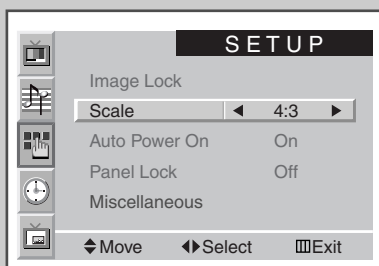 SETUP
Image Lock
Scale ◀ 4:3 ▶
Auto Power On On
Panel Lock Off
Miscellaneous
Move Select Exit